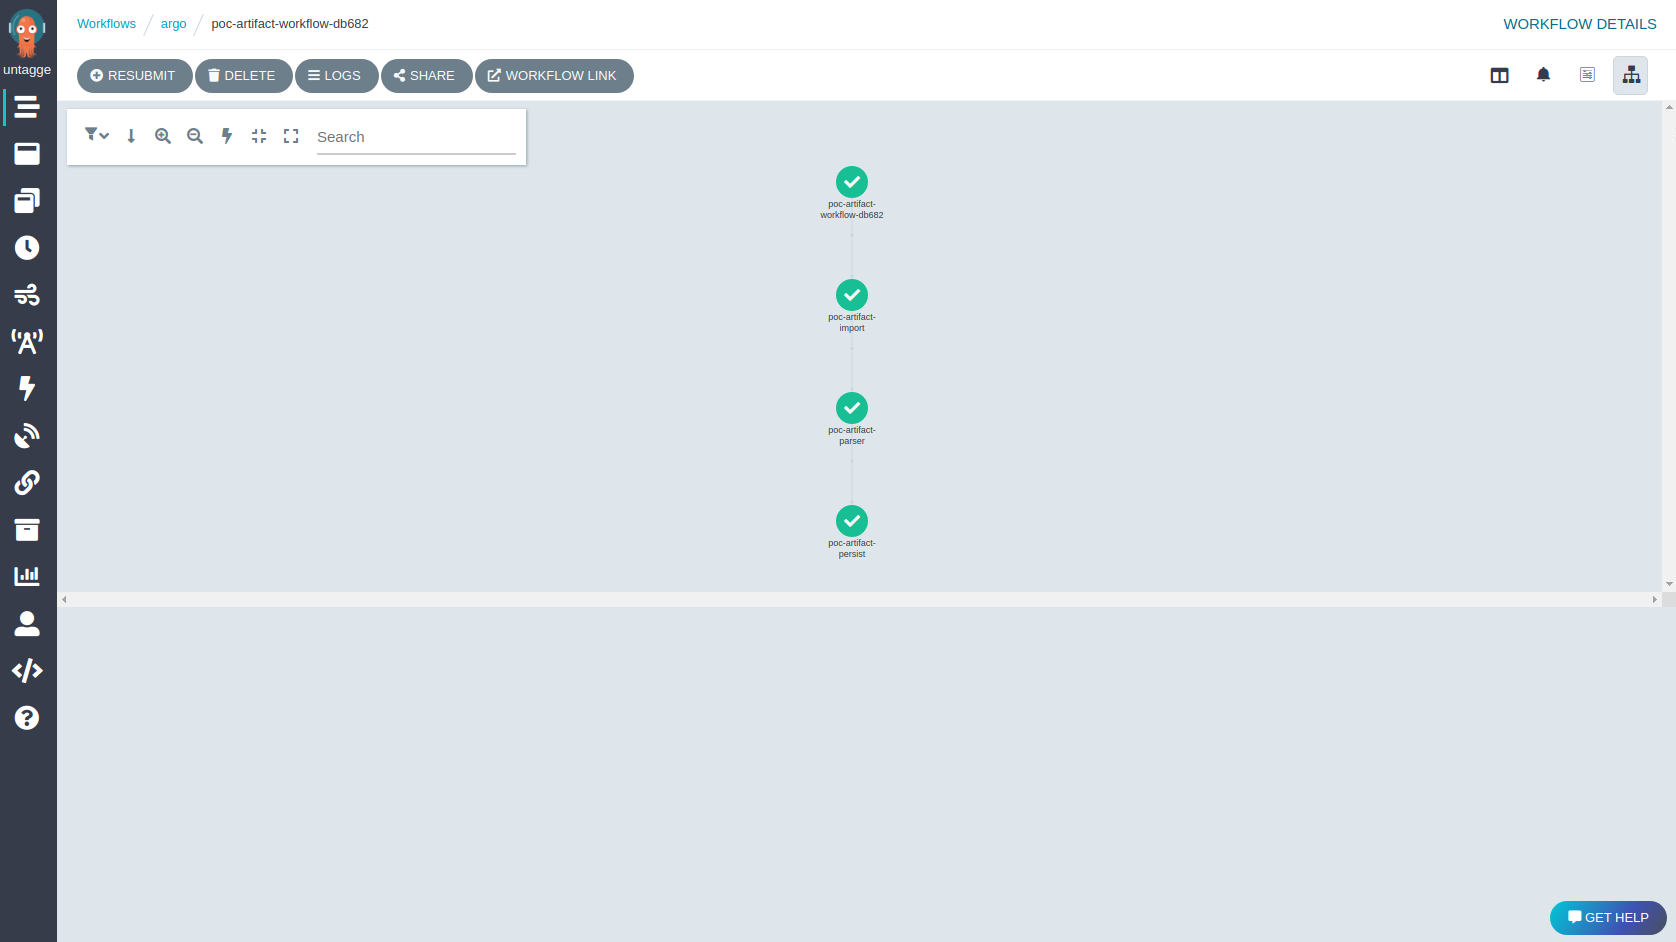 Workflows argo poc-artifact-workflow-db682
WORKFLOW DETAILS
untagge
RESUBMIT DELETE LOGS SHARE WORKFLOW LINK
Search
poc-artifact-
workflow-db682
poc-artifact-
import
poc-artifact-
parser
poc-artifact-
persist
GET HELP